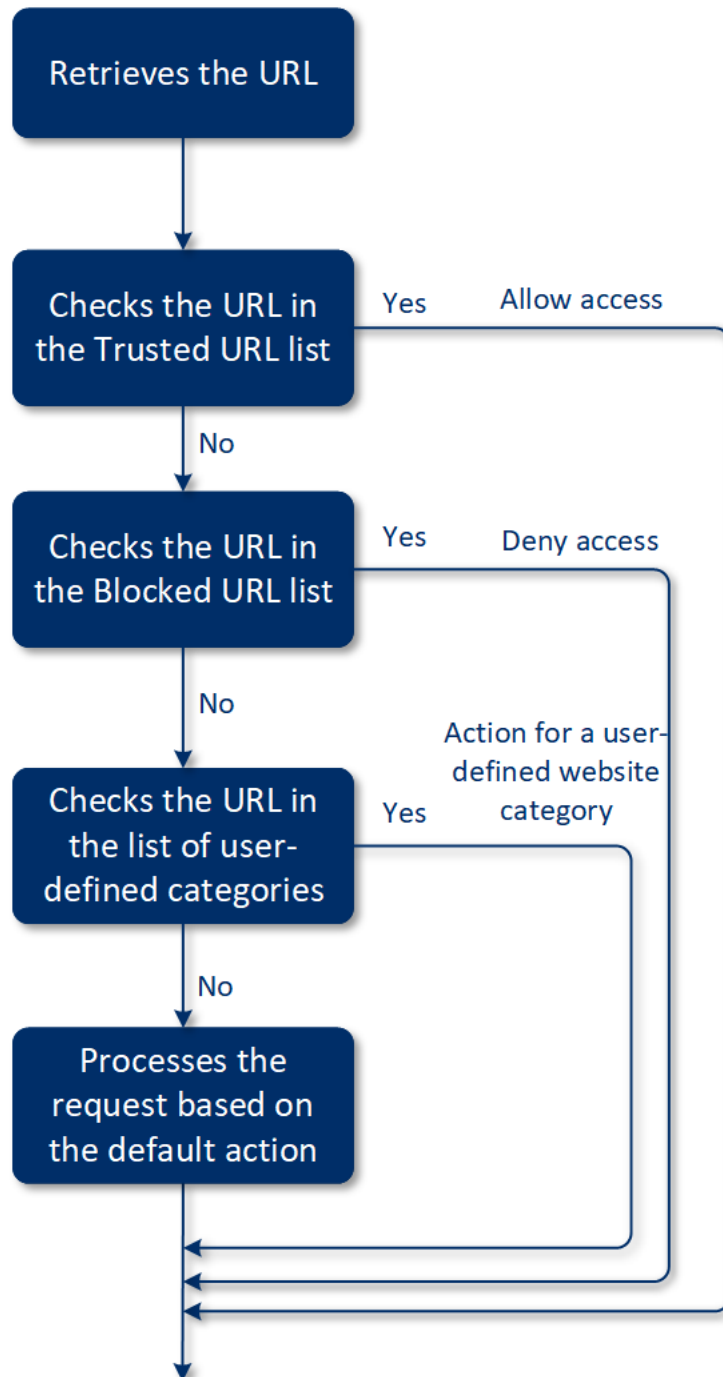 Retrieves the URL
Checks the URL in
the Trusted URL list
Yes
Allow access
No
Checks the URL in
the Blocked URL list
Yes
Deny access
No
Action for a user-
defined website
category
Checks the URL in
the list of user-
defined categories
Yes
No
Processes the
request based on
the default action